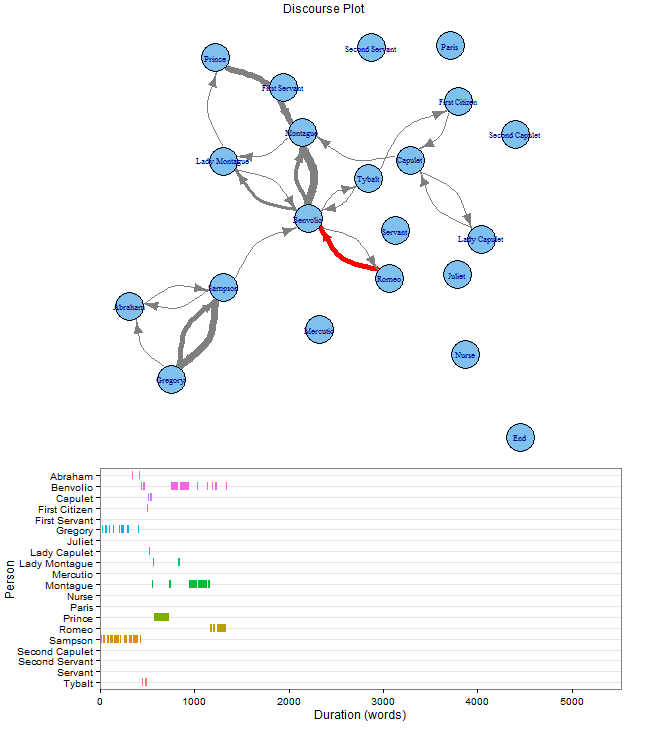 Discourse Plot
Second Servant
Paris
Prince
First Servant
First Citizen
Montague
Second Capulet
Lady Montague
Capulet
Tybalt
Benvolio
Servant
Lady Capulet
Romeo
Juliet
Sampson
Abraham
Mercutio
Nurse
Gregory
End
Abraham
Benvolio
Capulet
First Citizen
First Servant
Gregory
Juliet
Lady Capulet
Lady Montague
Mercutio
Montague
Nurse
Paris
Prince
Romeo
Sampson
Second Capulet
Second Servant
Servant
Tybalt
Person
0 1000 2000 3000 4000 5000
Duration (words)